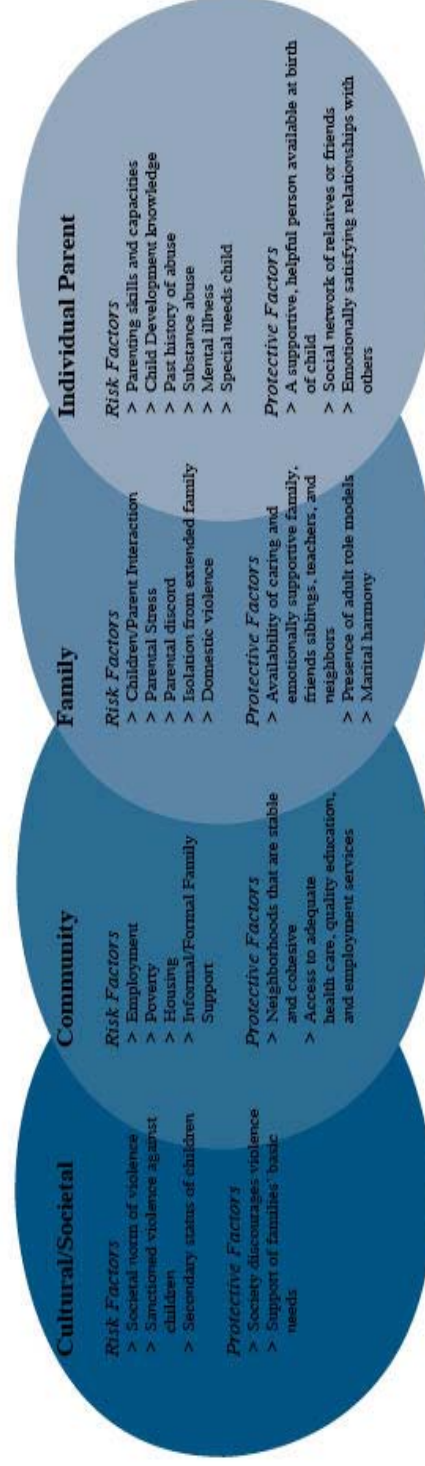 Cultural/Societal
Risk Factors
> Societal norm of violence
> Sanctioned violence against
children
> Secondary status of children
Protective Factors
> Society discourages violence
> Support of families' basic
needs
Community
Risk Factors
> Employment
> Poverty
> Housing
> Informal/Formal Family
Support
Protective Factors
> Neighborhoods that are stable
and cohesive
> Access to adequate
health care, quality education,
and employment services
Family
Risk Factors
> Children/Parent Interaction
> Parental Stress
> Parental discord
> Isolation from extended family
> Domestic violence
Protective Factors
> Availability of caring and
emotionally supportive family,
friends siblings, teachers, and
neighbors
> Presence of adult role models
> Marital harmony
Individual Parent
Risk Factors
> Parenting skills and capacities
> Child Development knowledge
> Past history of abuse
> Substance abuse
> Mental illness
> Special needs child
Protective Factors
> A supportive, helpful person available at birth
of child
> Social network of relatives or friends
> Emotionally satisfying relationships with
others